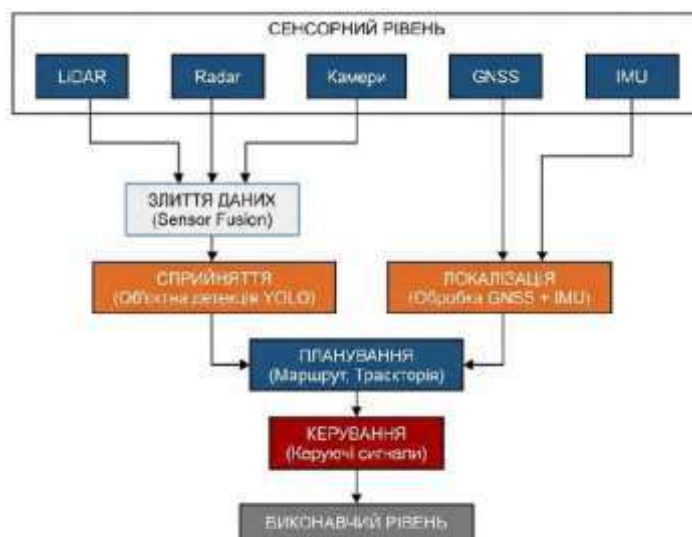 СЕНСОРНИЙ РІВЕНЬ
LiDAR
Radar
Камери
GNSS
IMU
ЗЛИТТЯ ДАНИХ
(Sensor Fusion)
СПРИЙНЯТТЯ
(Об'єктна детекція YOLO)
ЛОКАЛІЗАЦІЯ
(Обробка GNSS + IMU)
ПЛАНУВАННЯ
(Маршрут, Траєкторія)
КЕРУВАННЯ
(Керуючі сигнали)
ВИКОНАВЧИЙ РІВЕНЬ